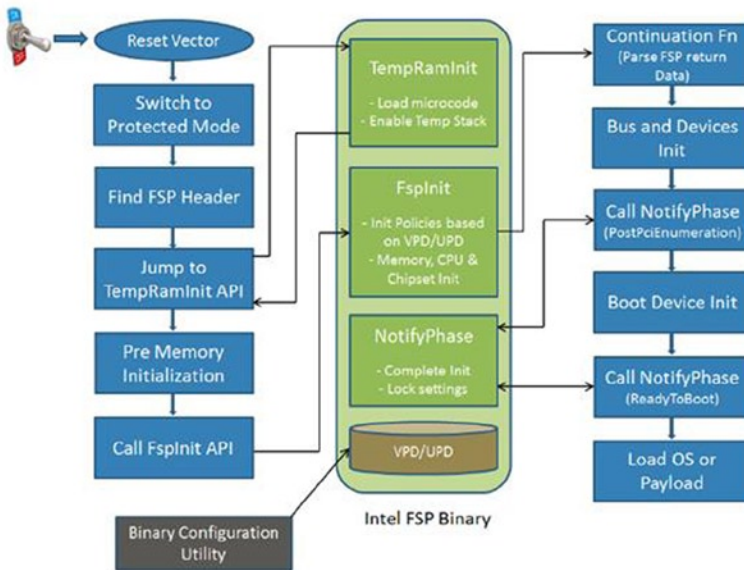 Reset Vector
Switch to
Protected Mode
Find FSP Header
Jump to
TempRamInit API
Pre Memory
Initialization
Call FspInit API
Binary Configuration
Utility
TempRamInit
- Load microcode
- Enable Temp Stack
FspInit
- Init Policies based
on VPD/UPD
- Memory, CPU &
Chipset Init
NotifyPhase
- Complete Init
- Lock settings
VPD/UPD
Intel FSP Binary
Continuation Fn
(Parse FSP return
Data)
Bus and Devices
Init
Call NotifyPhase
(PostPciEnumeration)
Boot Device Init
Call NotifyPhase
(ReadyToBoot)
Load OS or
Payload